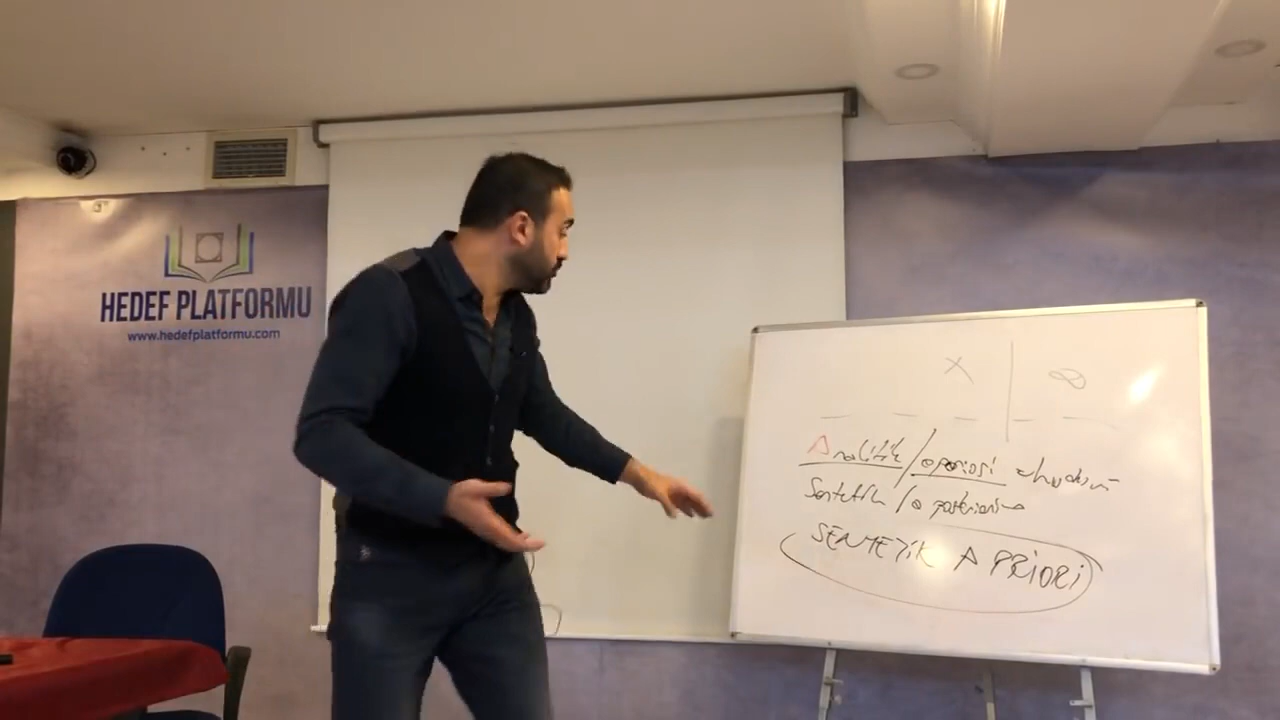 HEDEF PLATFORMU
www.hedefplatformu.com
X ∞
Analitik / apriori
Sentetik / a posteriori
SENTETİK A PRİORİ